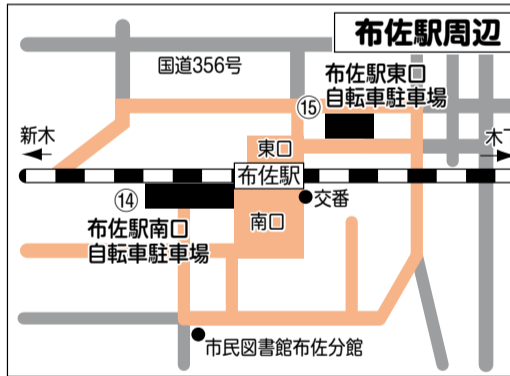 布佐駅周辺
国道356号
布佐駅東口
⑮ 自転車駐車場
新木
東口
木下
布佐駅
⑭
交番
布佐駅南口
自転車駐車場
南口
市民図書館布佐分館